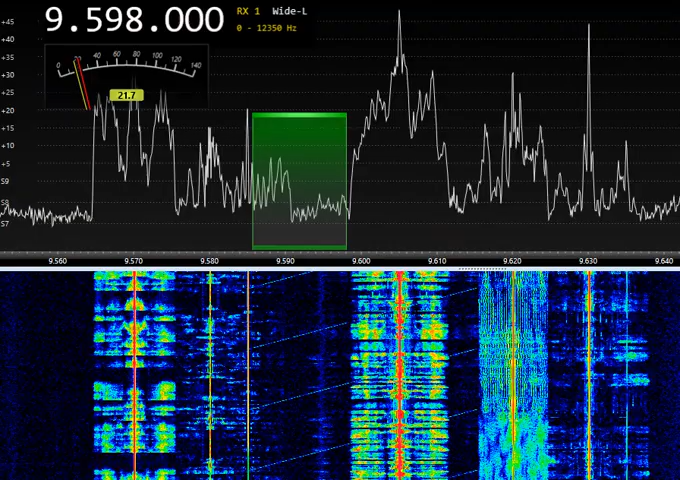 9.598.000
RX 1 Wide-L
0 - 12350 Hz
0 20 40 60 80 100 120 140
21.7
+45
+40
+35
+30
+25
+20
+15
+10
+5
S9
S8
S7
9.560 9.570 9.580 9.590 9.600 9.610 9.620 9.630 9.640